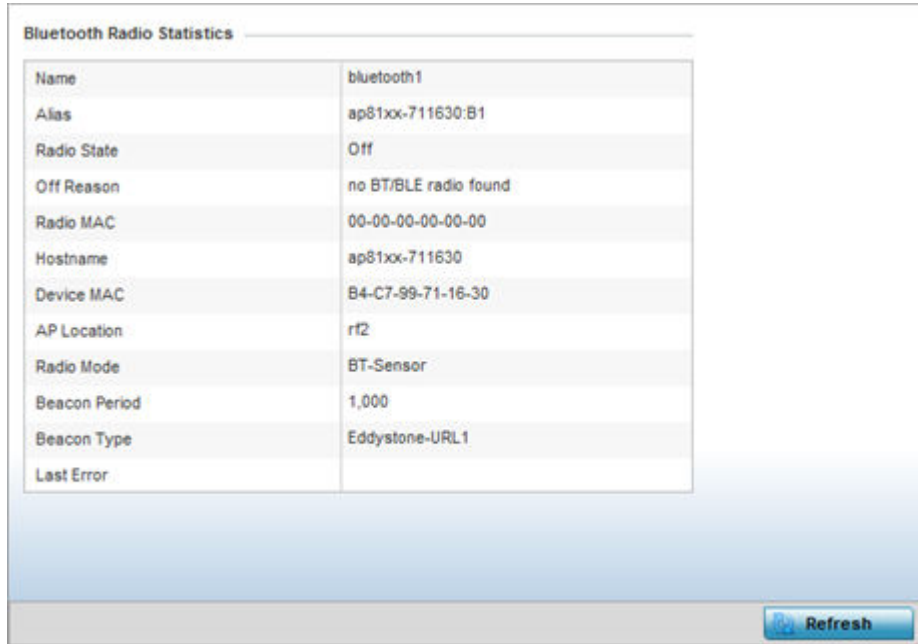 Bluetooth Radio Statistics
Name bluetooth1
Alias ap81xx-711630:B1
Radio State Off
Off Reason no BT/BLE radio found
Radio MAC 00-00-00-00-00-00
Hostname ap81xx-711630
Device MAC B4-C7-99-71-16-30
AP Location rf2
Radio Mode BT-Sensor
Beacon Period 1,000
Beacon Type Eddystone-URL1
Last Error
Refresh